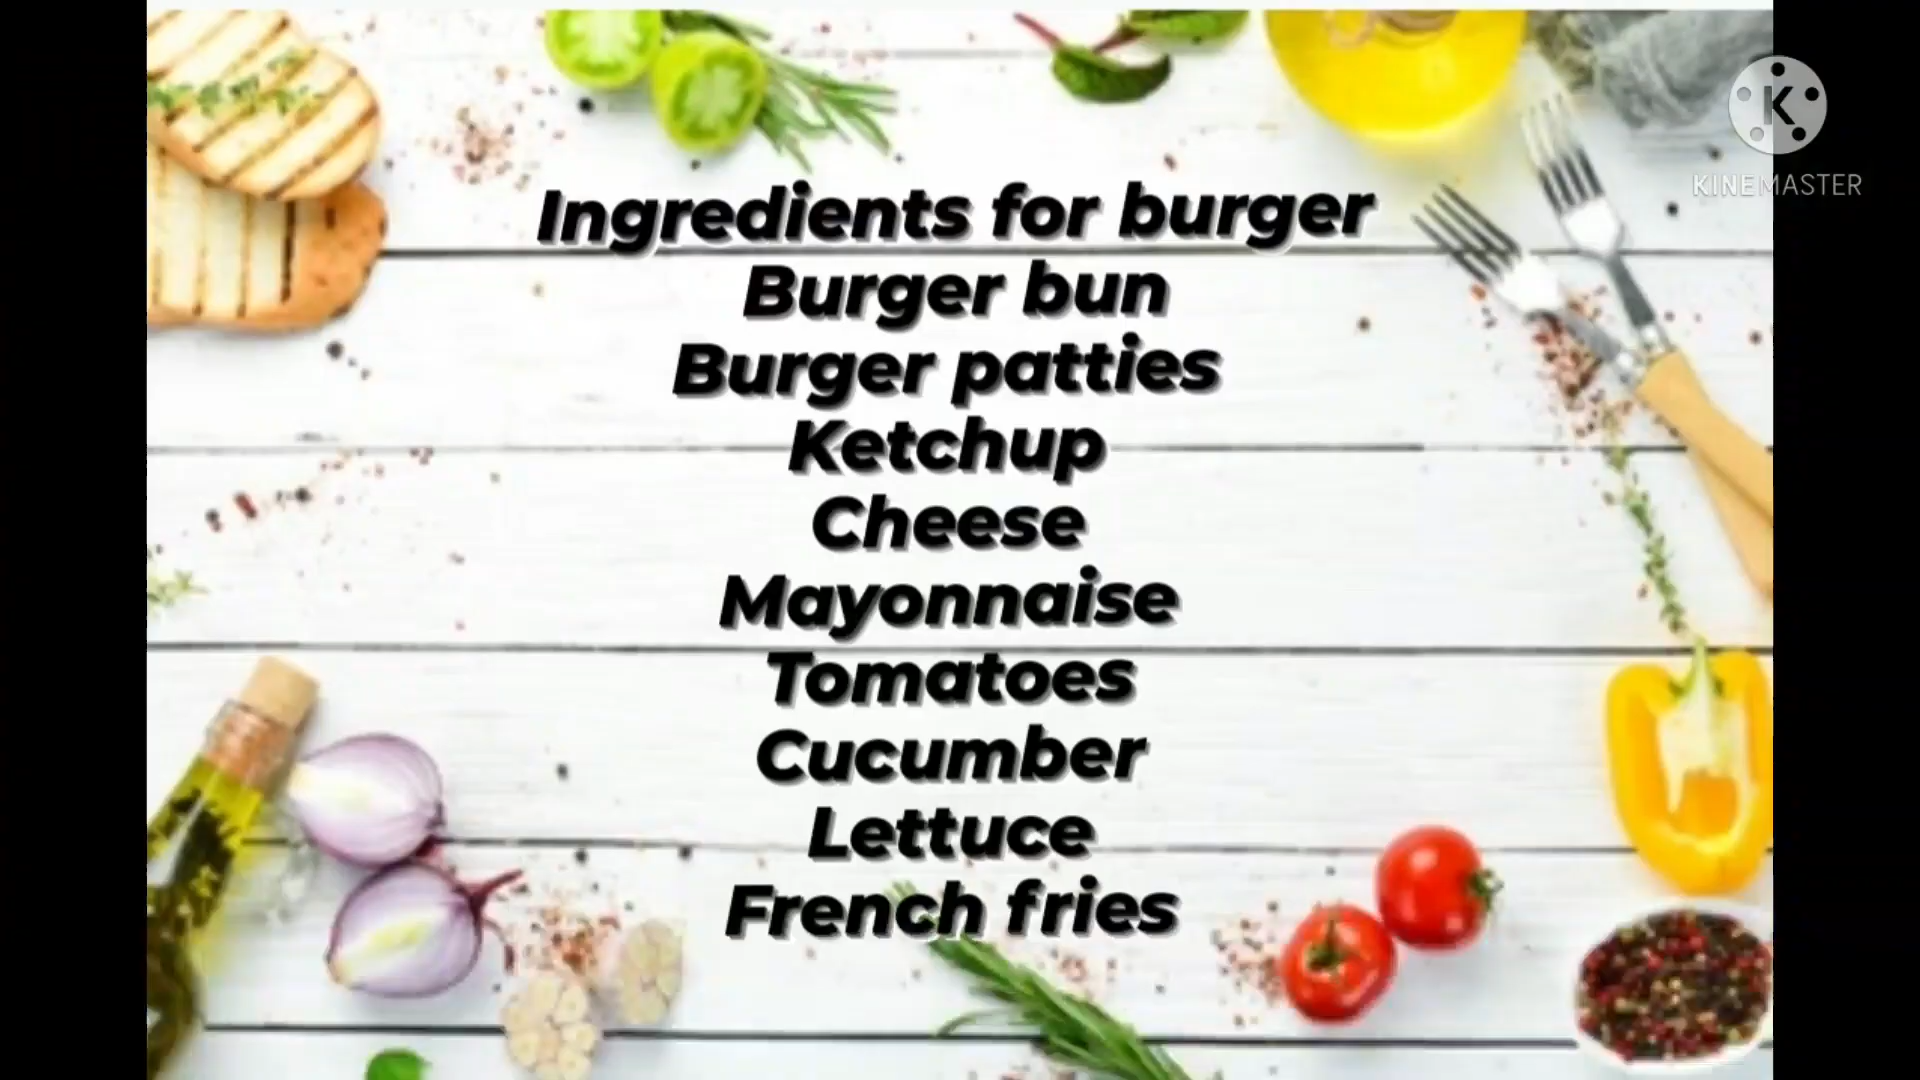 Ingredients for burger
Burger bun
Burger patties
Ketchup
Cheese
Mayonnaise
Tomatoes
Cucumber
Lettuce
French fries
K
KINEMASTER